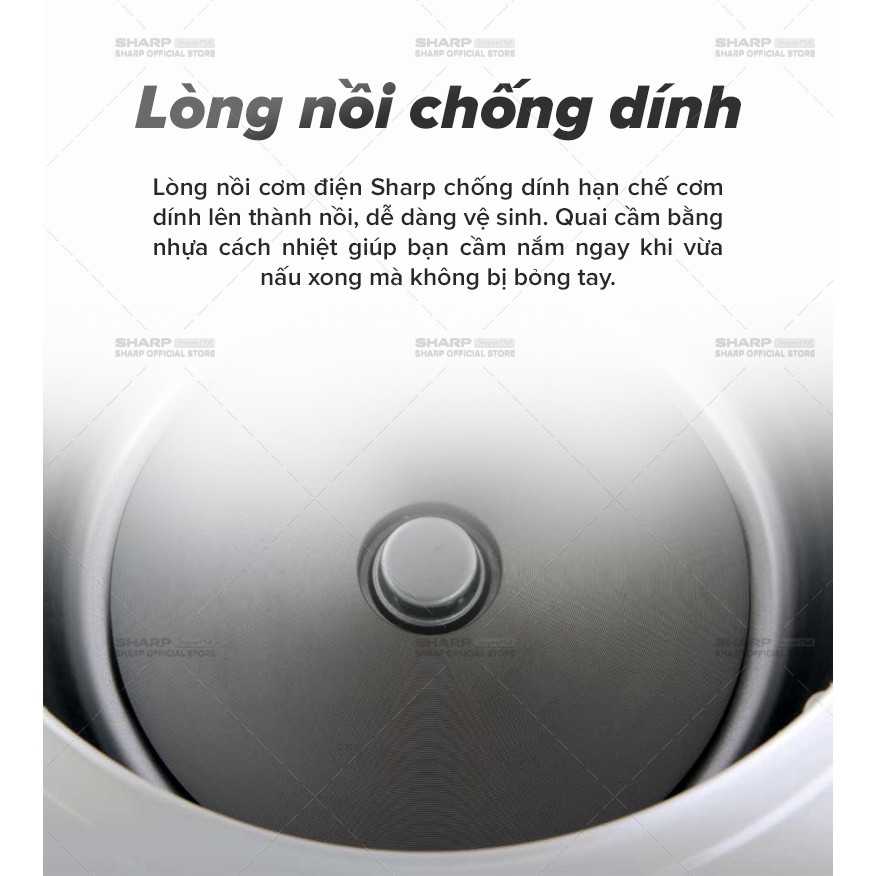 SHARP SHARP SHARP
SHARP OFFICIAL STORE SHARP OFFICIAL STORE SHARP OFFICIAL STORE
Lòng nồi chống dính
Lòng nồi cơm điện Sharp chống dính hạn chế cơm
dính lên thành nồi, dễ dàng vệ sinh. Quai cầm bằng
nhựa cách nhiệt giúp bạn cầm nắm ngay khi vừa
nấu xong mà không bị bỏng tay.
SHARP SHARP SHARP
SHARP OFFICIAL STORE SHARP OFFICIAL STORE SHARP OFFICIAL STORE
SHARP SHARP SHARP
SHARP OFFICIAL STORE SHARP OFFICIAL STORE SHARP OFFICIAL STORE